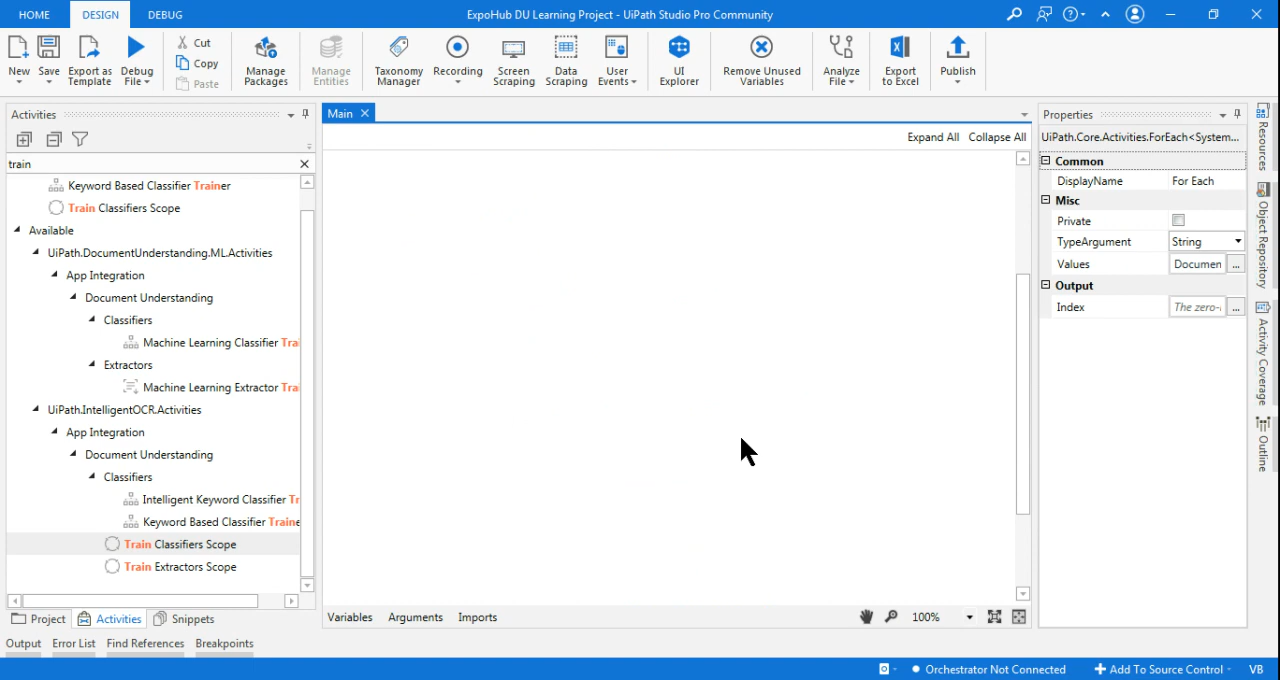 HOME DESIGN DEBUG ExpoHub DU Learning Project - UiPath Studio Pro Community
New Save Export as Template Debug File Cut Copy Paste Manage Packages Manage Entities Taxonomy Manager Recording Screen Scraping Data Scraping User Events UI Explorer Remove Unused Variables Analyze File Export to Excel Publish
Activities
train
Keyword Based Classifier Trainer
Train Classifiers Scope
Available
UiPath.DocumentUnderstanding.ML.Activities
App Integration
Document Understanding
Classifiers
Machine Learning Classifier Trai
Extractors
Machine Learning Extractor Trai
UiPath.IntelligentOCR.Activities
App Integration
Document Understanding
Classifiers
Intelligent Keyword Classifier Tr
Keyword Based Classifier Traine
Train Classifiers Scope
Train Extractors Scope
Project Activities Snippets
Main
Expand All Collapse All
Variables Arguments Imports 100%
Properties
UiPath.Core.Activities.ForEach<System...
Common
DisplayName For Each
Misc
Private
TypeArgument String
Values Documen ...
Output
Index The zero- ...
Resources
Object Repository
Activity Coverage
Outline
Output Error List Find References Breakpoints
Orchestrator Not Connected Add To Source Control VB